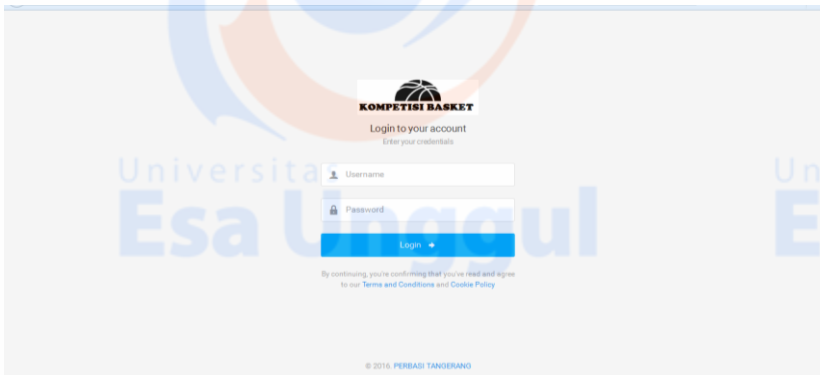 KOMPETISI BASKET
Login to your account
Enter your credentials
Universitas
Esa Unggul
Username
Password
Login
By continuing, you're confirming that you've read and agree
to our Terms and Conditions and Cookie Policy
© 2016. PERBASI TANGERANG
Un
E